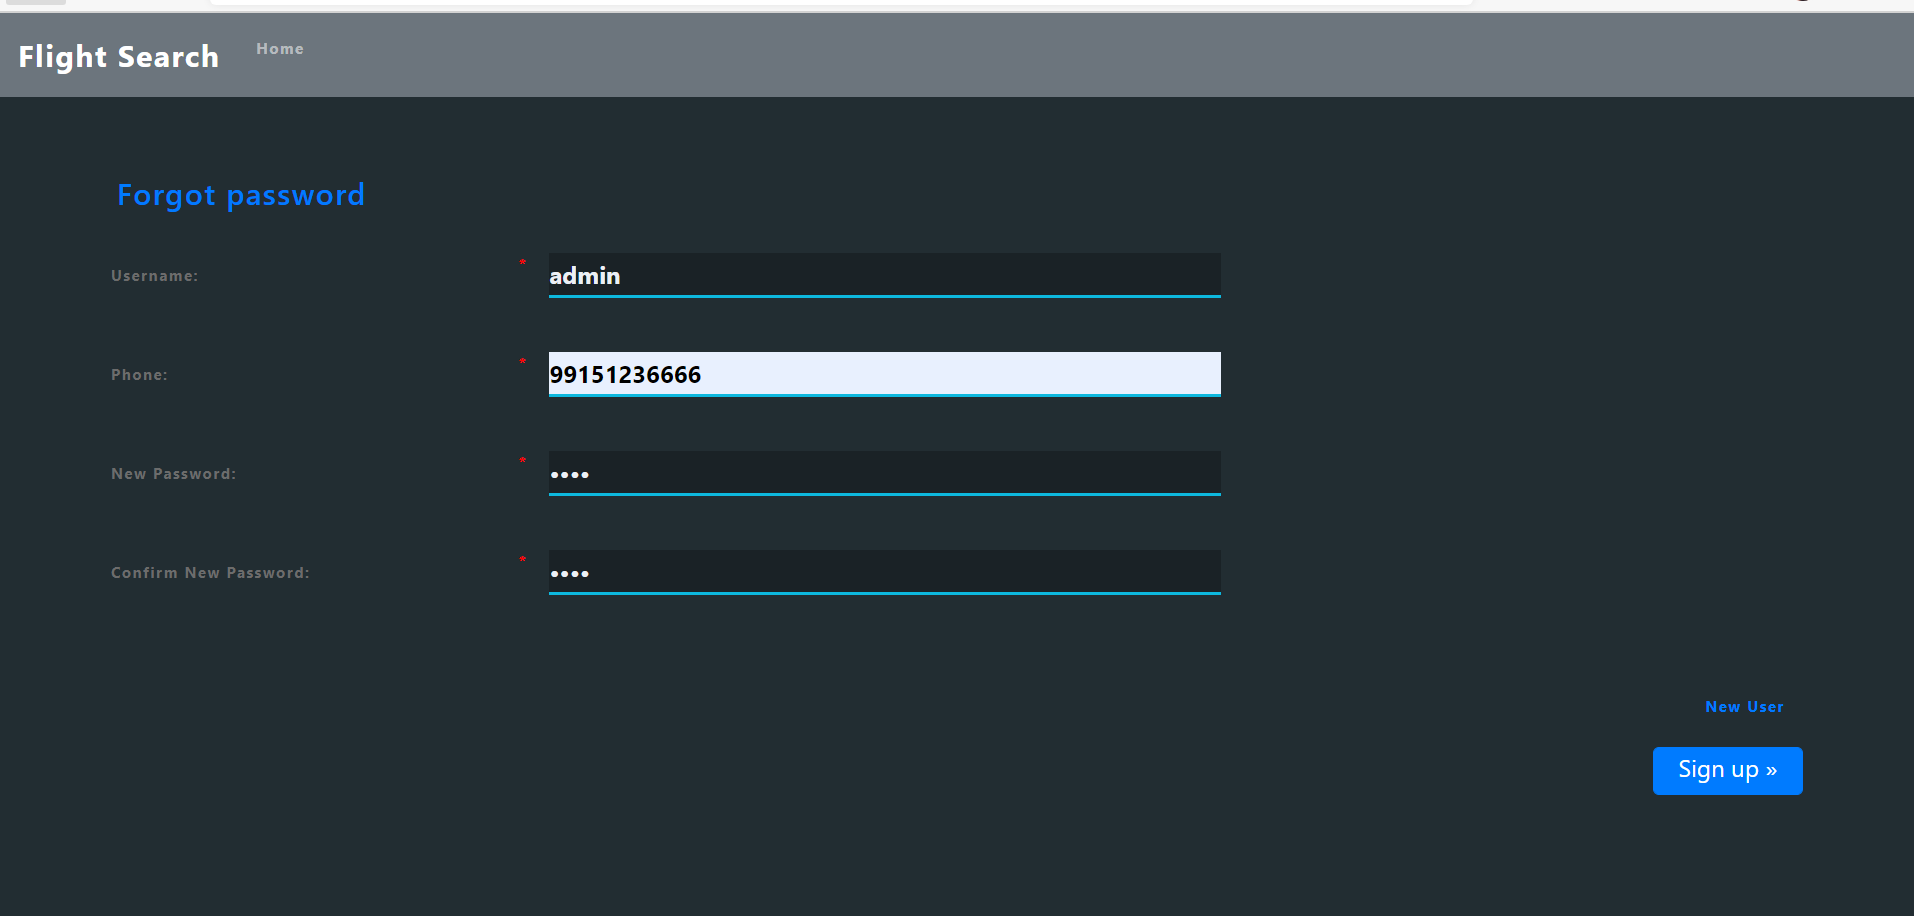 Flight Search Home
Forgot password
Username: * admin
Phone: * 99151236666
New Password: * ••••
Confirm New Password: * ••••
New User
Sign up »